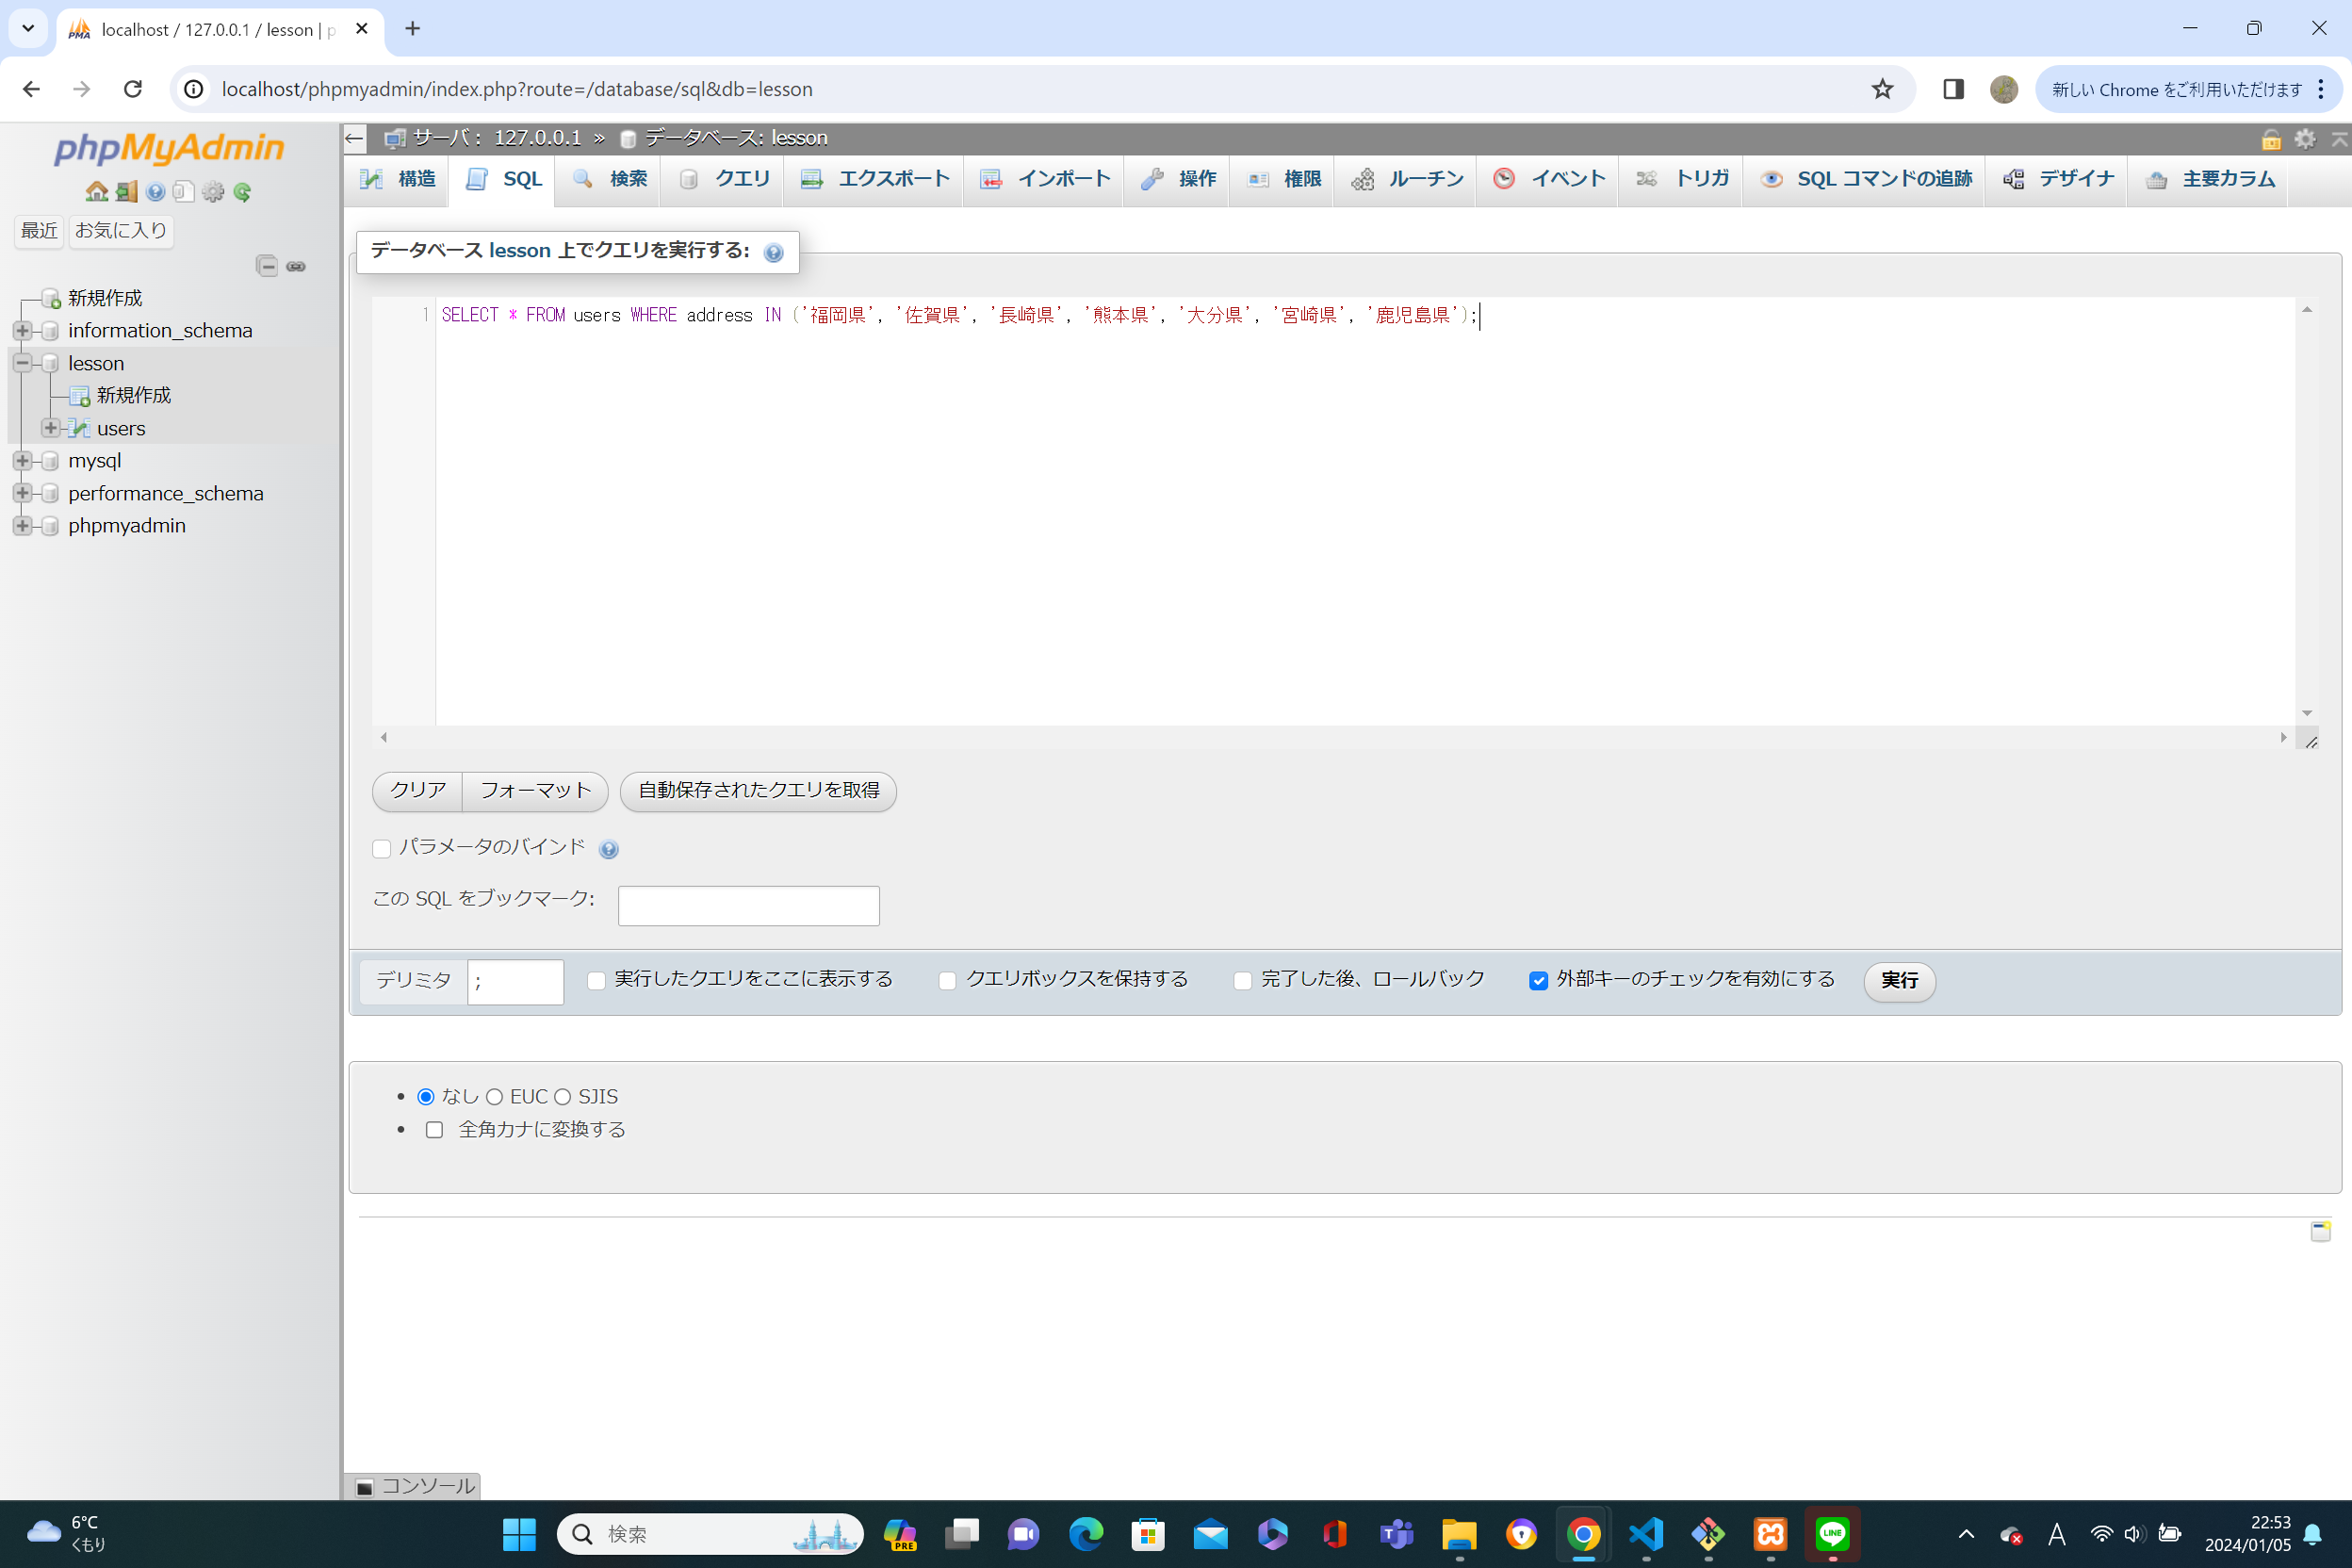 localhost / 127.0.0.1 / lesson | p
localhost/phpmyadmin/index.php?route=/database/sql&db=lesson
新しい Chrome をご利用いただけます
phpMyAdmin
最近 お気に入り
新規作成
information_schema
lesson
新規作成
users
mysql
performance_schema
phpmyadmin
サーバ: 127.0.0.1 » データベース: lesson
構造 SQL 検索 クエリ エクスポート インポート 操作 権限 ルーチン イベント トリガ SQL コマンドの追跡 デザイナ 主要カラム
データベース lesson 上でクエリを実行する:
1 SELECT * FROM users WHERE address IN ('福岡県', '佐賀県', '長崎県', '熊本県', '大分県', '宮崎県', '鹿児島県');
クリア フォーマット 自動保存されたクエリを取得
パラメータのバインド
この SQL をブックマーク:
デリミタ ; 実行したクエリをここに表示する クエリボックスを保持する 完了した後、ロールバック 外部キーのチェックを有効にする 実行
なし EUC SJIS
全角カナに変換する
コンソール
6°C
くもり
検索
PRE
LINE
A
22:53
2024/01/05